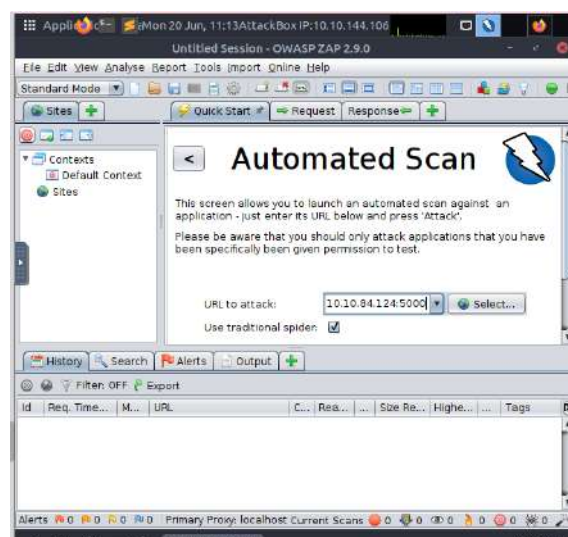 Mon 20 Jun, 11:13 AttackBox IP:10.10.144.106
Untitled Session - OWASP ZAP 2.9.0
File Edit View Analyse Report Tools Import Online Help
Standard Mode
Sites
Quick Start Request Response
Contexts
Default Context
Sites
< Automated Scan
This screen allows you to launch an automated scan against an
application - just enter its URL below and press 'Attack'.
Please be aware that you should only attack applications that you have
been specifically been given permission to test.
URL to attack: 10.10.84.124:5000 Select...
Use traditional spider:
History Search Alerts Output
Filter: OFF Export
Id Req. Time... M... URL C... Rea... ... Size Re... Highe... ... Tags
Alerts 0 0 0 0 Primary Proxy: localhost Current Scans 0 0 0 0 0 0